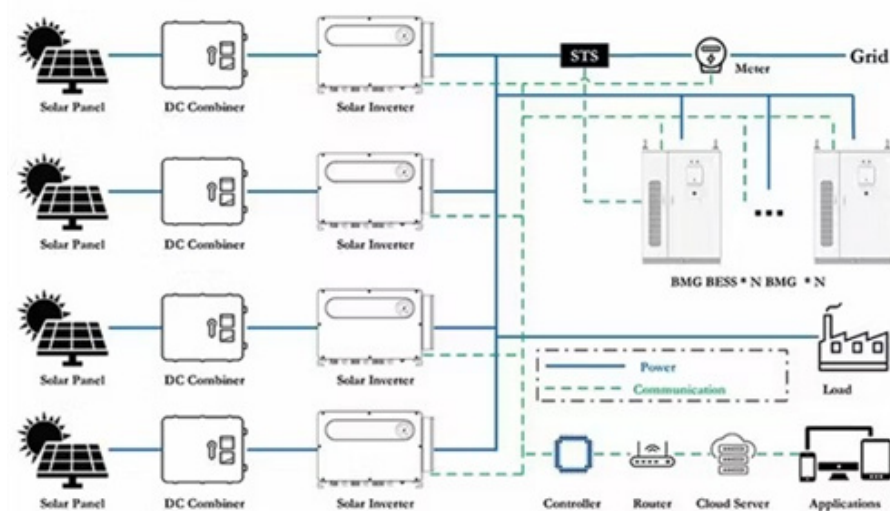 STS
Grid
Meter
Solar Panel DC Combiner Solar Inverter
Solar Panel DC Combiner Solar Inverter
BMG BESS * N BMG * N
Solar Panel DC Combiner Solar Inverter
Power
Communication
Load
Solar Panel DC Combiner Solar Inverter
Controller Router Cloud Server Applications